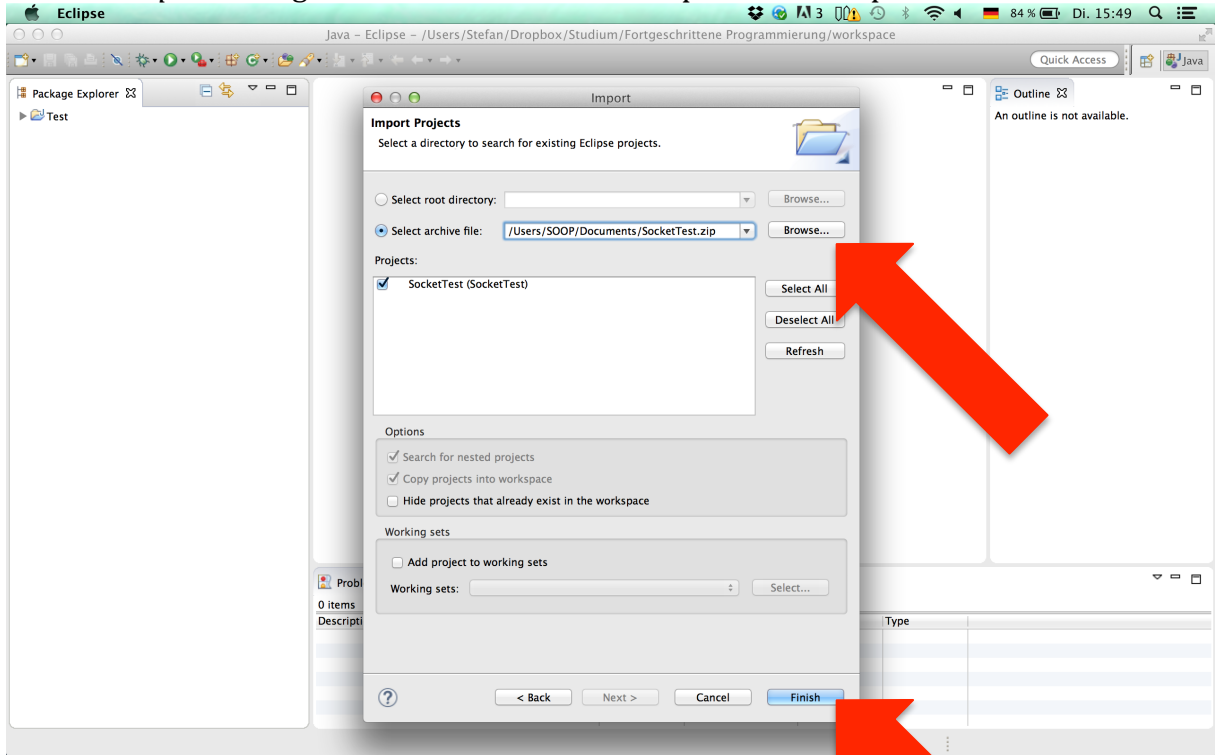 Eclipse 3 84 % Di. 15:49
Java – Eclipse – /Users/Stefan/Dropbox/Studium/Fortgeschrittene Programmierung/workspace
Quick Access Java
Package Explorer
Test
Import
Import Projects
Select a directory to search for existing Eclipse projects.
Select root directory: Browse...
Select archive file: /Users/SOOP/Documents/SocketTest.zip Browse...
Projects:
SocketTest (SocketTest)
Select All
Deselect All
Refresh
Options
Search for nested projects
Copy projects into workspace
Hide projects that already exist in the workspace
Working sets
Add project to working sets
Working sets: Select...
? < Back Next > Cancel Finish
Outline
An outline is not available.
Probl
0 items
Descripti Type